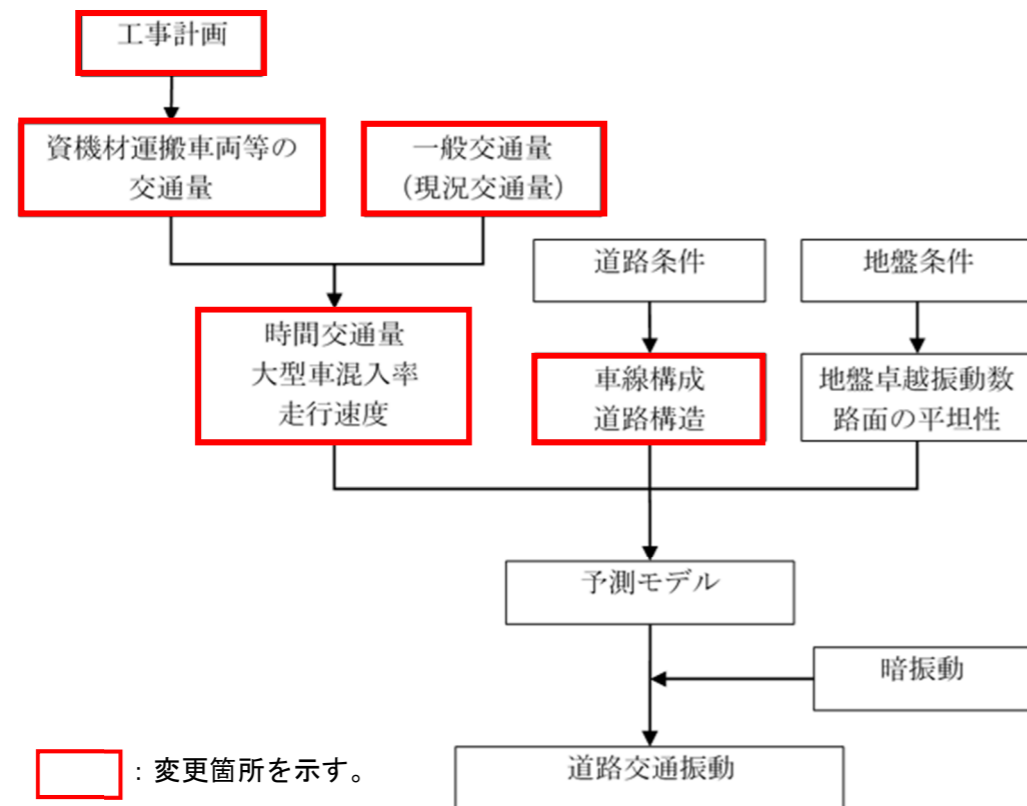 工事計画
資機材運搬車両等の
交通量
一般交通量
（現況交通量）
道路条件
地盤条件
時間交通量
大型車混入率
走行速度
車線構成
道路構造
地盤卓越振動数
路面の平坦性
予測モデル
暗振動
道路交通振動
：変更箇所を示す。